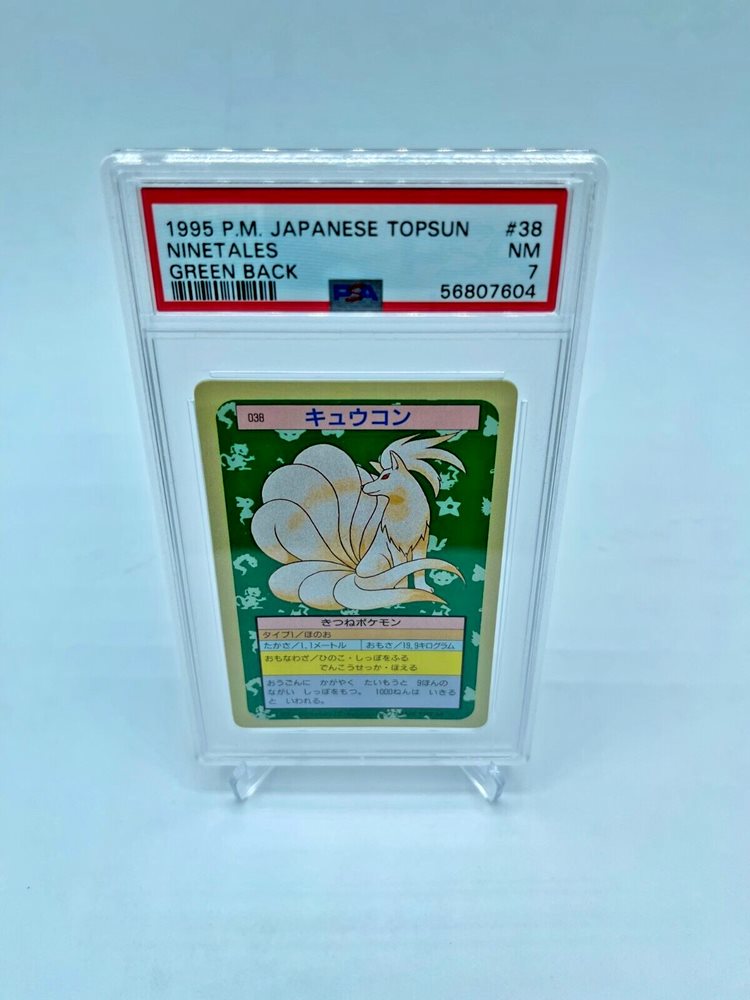 1995 P.M. JAPANESE TOPSUN #38
NINETALES NM
GREEN BACK 7
PSA 56807604
038 キュウコン
きつねポケモン
タイプ1／ほのお
たかさ／1.1メートル おもさ／19.9キログラム
おもなわざ／ひのこ・しっぽをふる
でんこうせっか・ほえる
おうごんに かがやく たいもうと 9ほんの
ながい しっぽをもつ。 1000ねんは いきる
と いわれる。